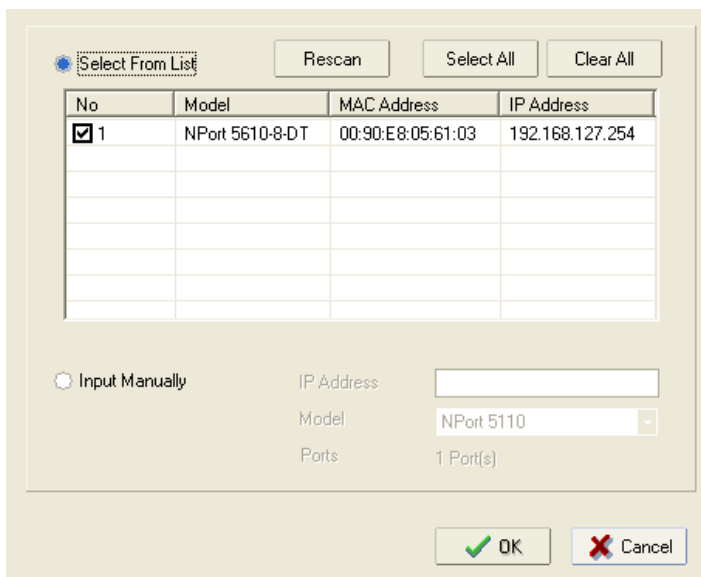 Select From List Rescan Select All Clear All
No Model MAC Address IP Address
1 NPort 5610-8-DT 00:90:E8:05:61:03 192.168.127.254
Input Manually IP Address
Model NPort 5110
Ports 1 Port(s)
OK Cancel